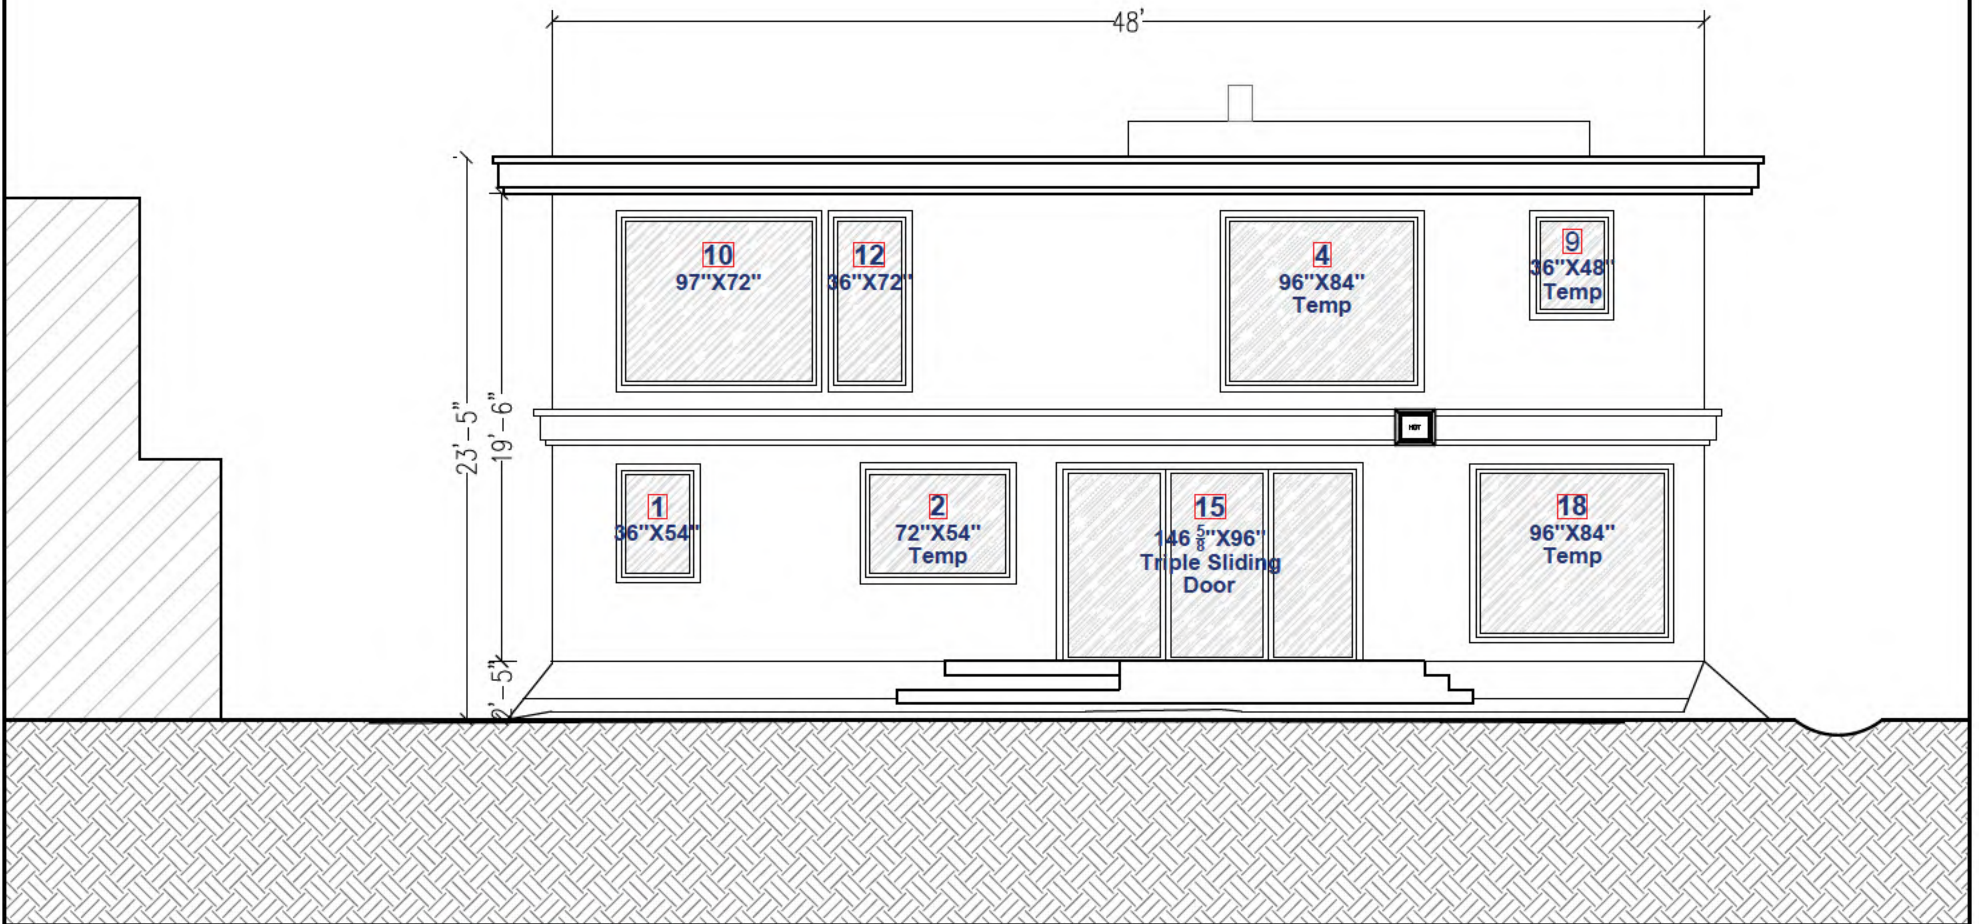 48'
10
97"X72"
12
36"X72"
4
96"X84"
Temp
9
36"X48"
Temp
23'-5"
19'-6"
1
36"X54"
2
72"X54"
Temp
15
146 5/8"X96"
Triple Sliding
Door
18
96"X84"
Temp
HOT
2'-5"